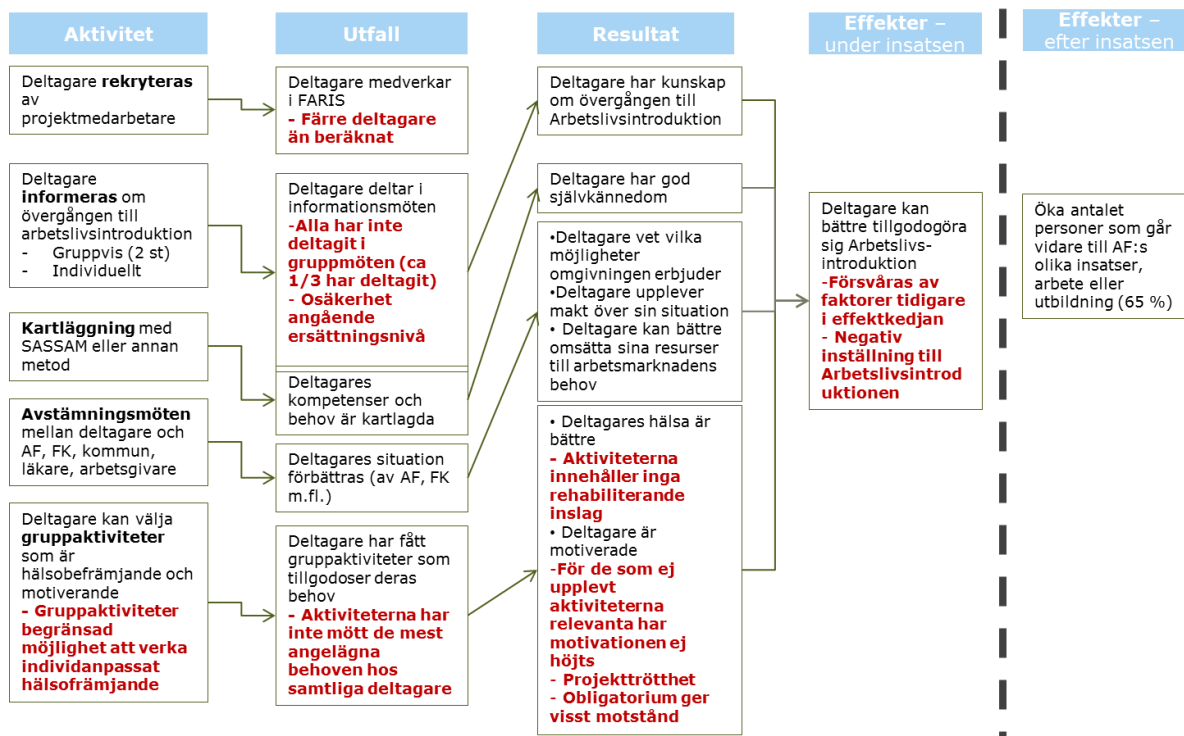 Aktivitet
Deltagare rekryteras
av
projektmedarbetare
Deltagare
informeras om
övergången till
arbetslivsintroduktion
- Gruppvis (2 st)
- Individuellt
Kartläggning med
SASSAM eller annan
metod
Avstämningsmöten
mellan deltagare och
AF, FK, kommun,
läkare, arbetsgivare
Deltagare kan välja
gruppaktiviteter
som är
hälsobefrämjande och
motiverande
- Gruppaktiviteter
begränsad
möjlighet att verka
individanpassat
hälsofrämjande
Utfall
Deltagare medverkar
i FARIS
- Färre deltagare
än beräknat
Deltagare deltar i
informationsmöten
-Alla har inte
deltagit i
gruppmöten (ca
1/3 har deltagit)
- Osäkerhet
angående
ersättningsnivå
Deltagares
kompetenser och
behov är kartlagda
Deltagares situation
förbättras (av AF, FK
m.fl.)
Deltagare har fått
gruppaktiviteter som
tillgodoser deras
behov
- Aktiviteterna har
inte mött de mest
angelägna
behoven hos
samtliga deltagare
Resultat
Deltagare har kunskap
om övergången till
Arbetslivsintroduktion
Deltagare har god
självkännedom
•Deltagare vet vilka
möjligheter
omgivningen erbjuder
•Deltagare upplever
makt över sin situation
• Deltagare kan bättre
omsätta sina resurser
till arbetsmarknadens
behov
• Deltagares hälsa är
bättre
- Aktiviteterna
innehåller inga
rehabiliterande
inslag
• Deltagare är
motiverade
-För de som ej
upplevt
aktiviteterna
relevanta har
motivationen ej
höjts
- Projekttrötthet
- Obligatorium ger
visst motstånd
Effekter –
under insatsen
Deltagare kan
bättre tillgodogöra
sig Arbetslivs-
introduktion
-Försvåras av
faktorer tidigare
i effektkedjan
- Negativ
inställning till
Arbetslivsintrod
uktionen
Effekter –
efter insatsen
Öka antalet
personer som går
vidare till AF:s
olika insatser,
arbete eller
utbildning (65 %)